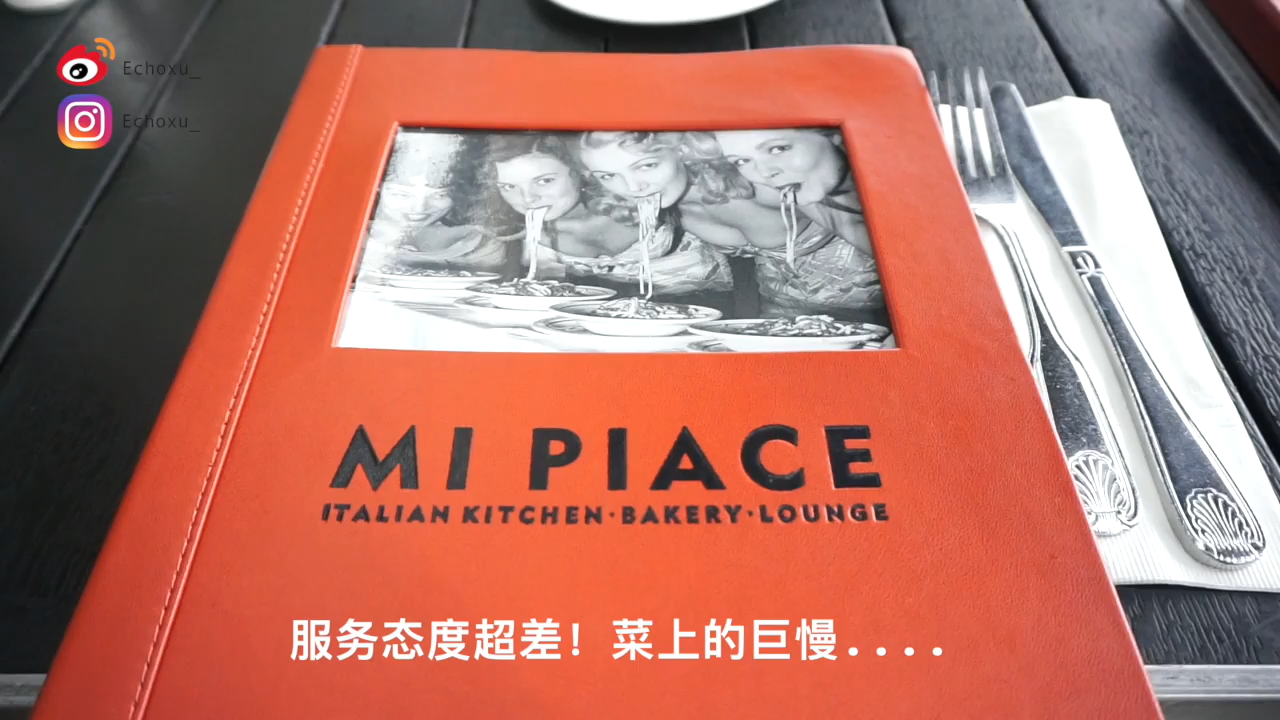 Echoxu_
Echoxu_
MI PIACE
ITALIAN KITCHEN·BAKERY·LOUNGE
服务态度超差！菜上的巨慢....